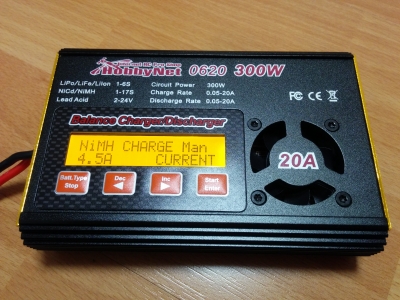 HobbyNet 0620 300W
LiPo/LiFe/LiIon 1-6S Circuit Power 300W
NiCd/NiMH 1-17S Charge Rate 0.05-20A
Lead Acid 2-24V Discharge Rate 0.05-20A
FC CE
Balance Charger/Discharger
NiMH CHARGE Man
4.5A CURRENT
20A
Batt.Type Stop
Dec
Inc
Start Enter